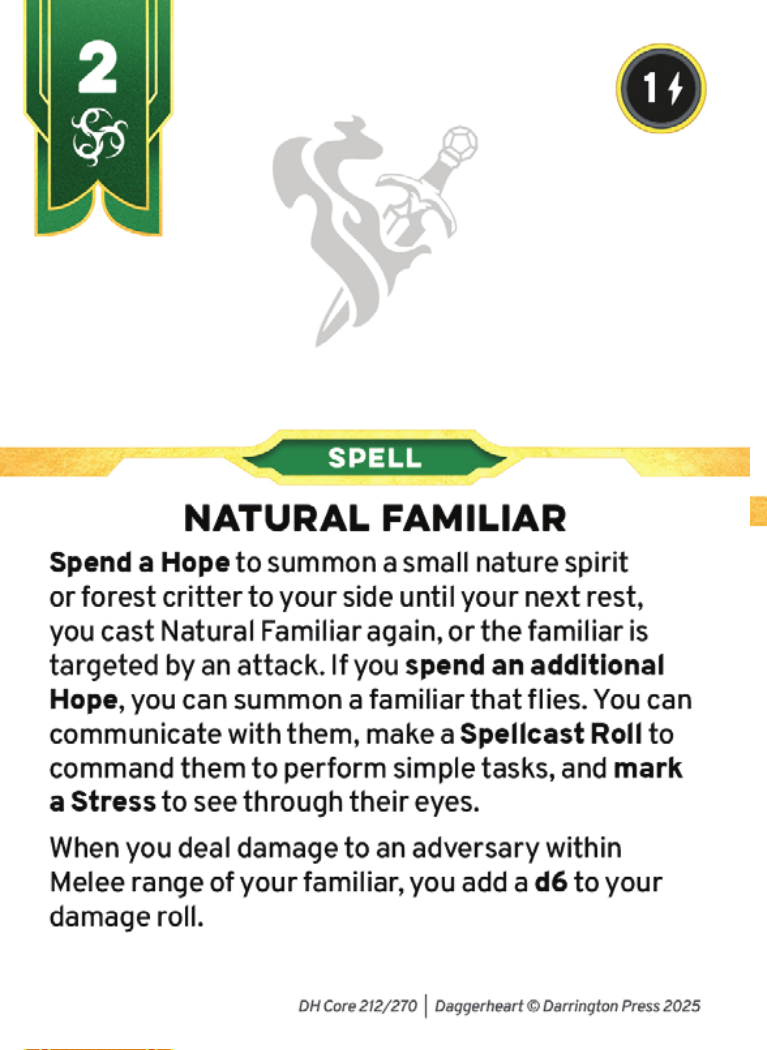 2
1
SPELL
NATURAL FAMILIAR
Spend a Hope to summon a small nature spirit
or forest critter to your side until your next rest,
you cast Natural Familiar again, or the familiar is
targeted by an attack. If you spend an additional
Hope, you can summon a familiar that flies. You can
communicate with them, make a Spellcast Roll to
command them to perform simple tasks, and mark
a Stress to see through their eyes.
When you deal damage to an adversary within
Melee range of your familiar, you add a d6 to your
damage roll.
DH Core 212/270 | Daggerheart © Darrington Press 2025